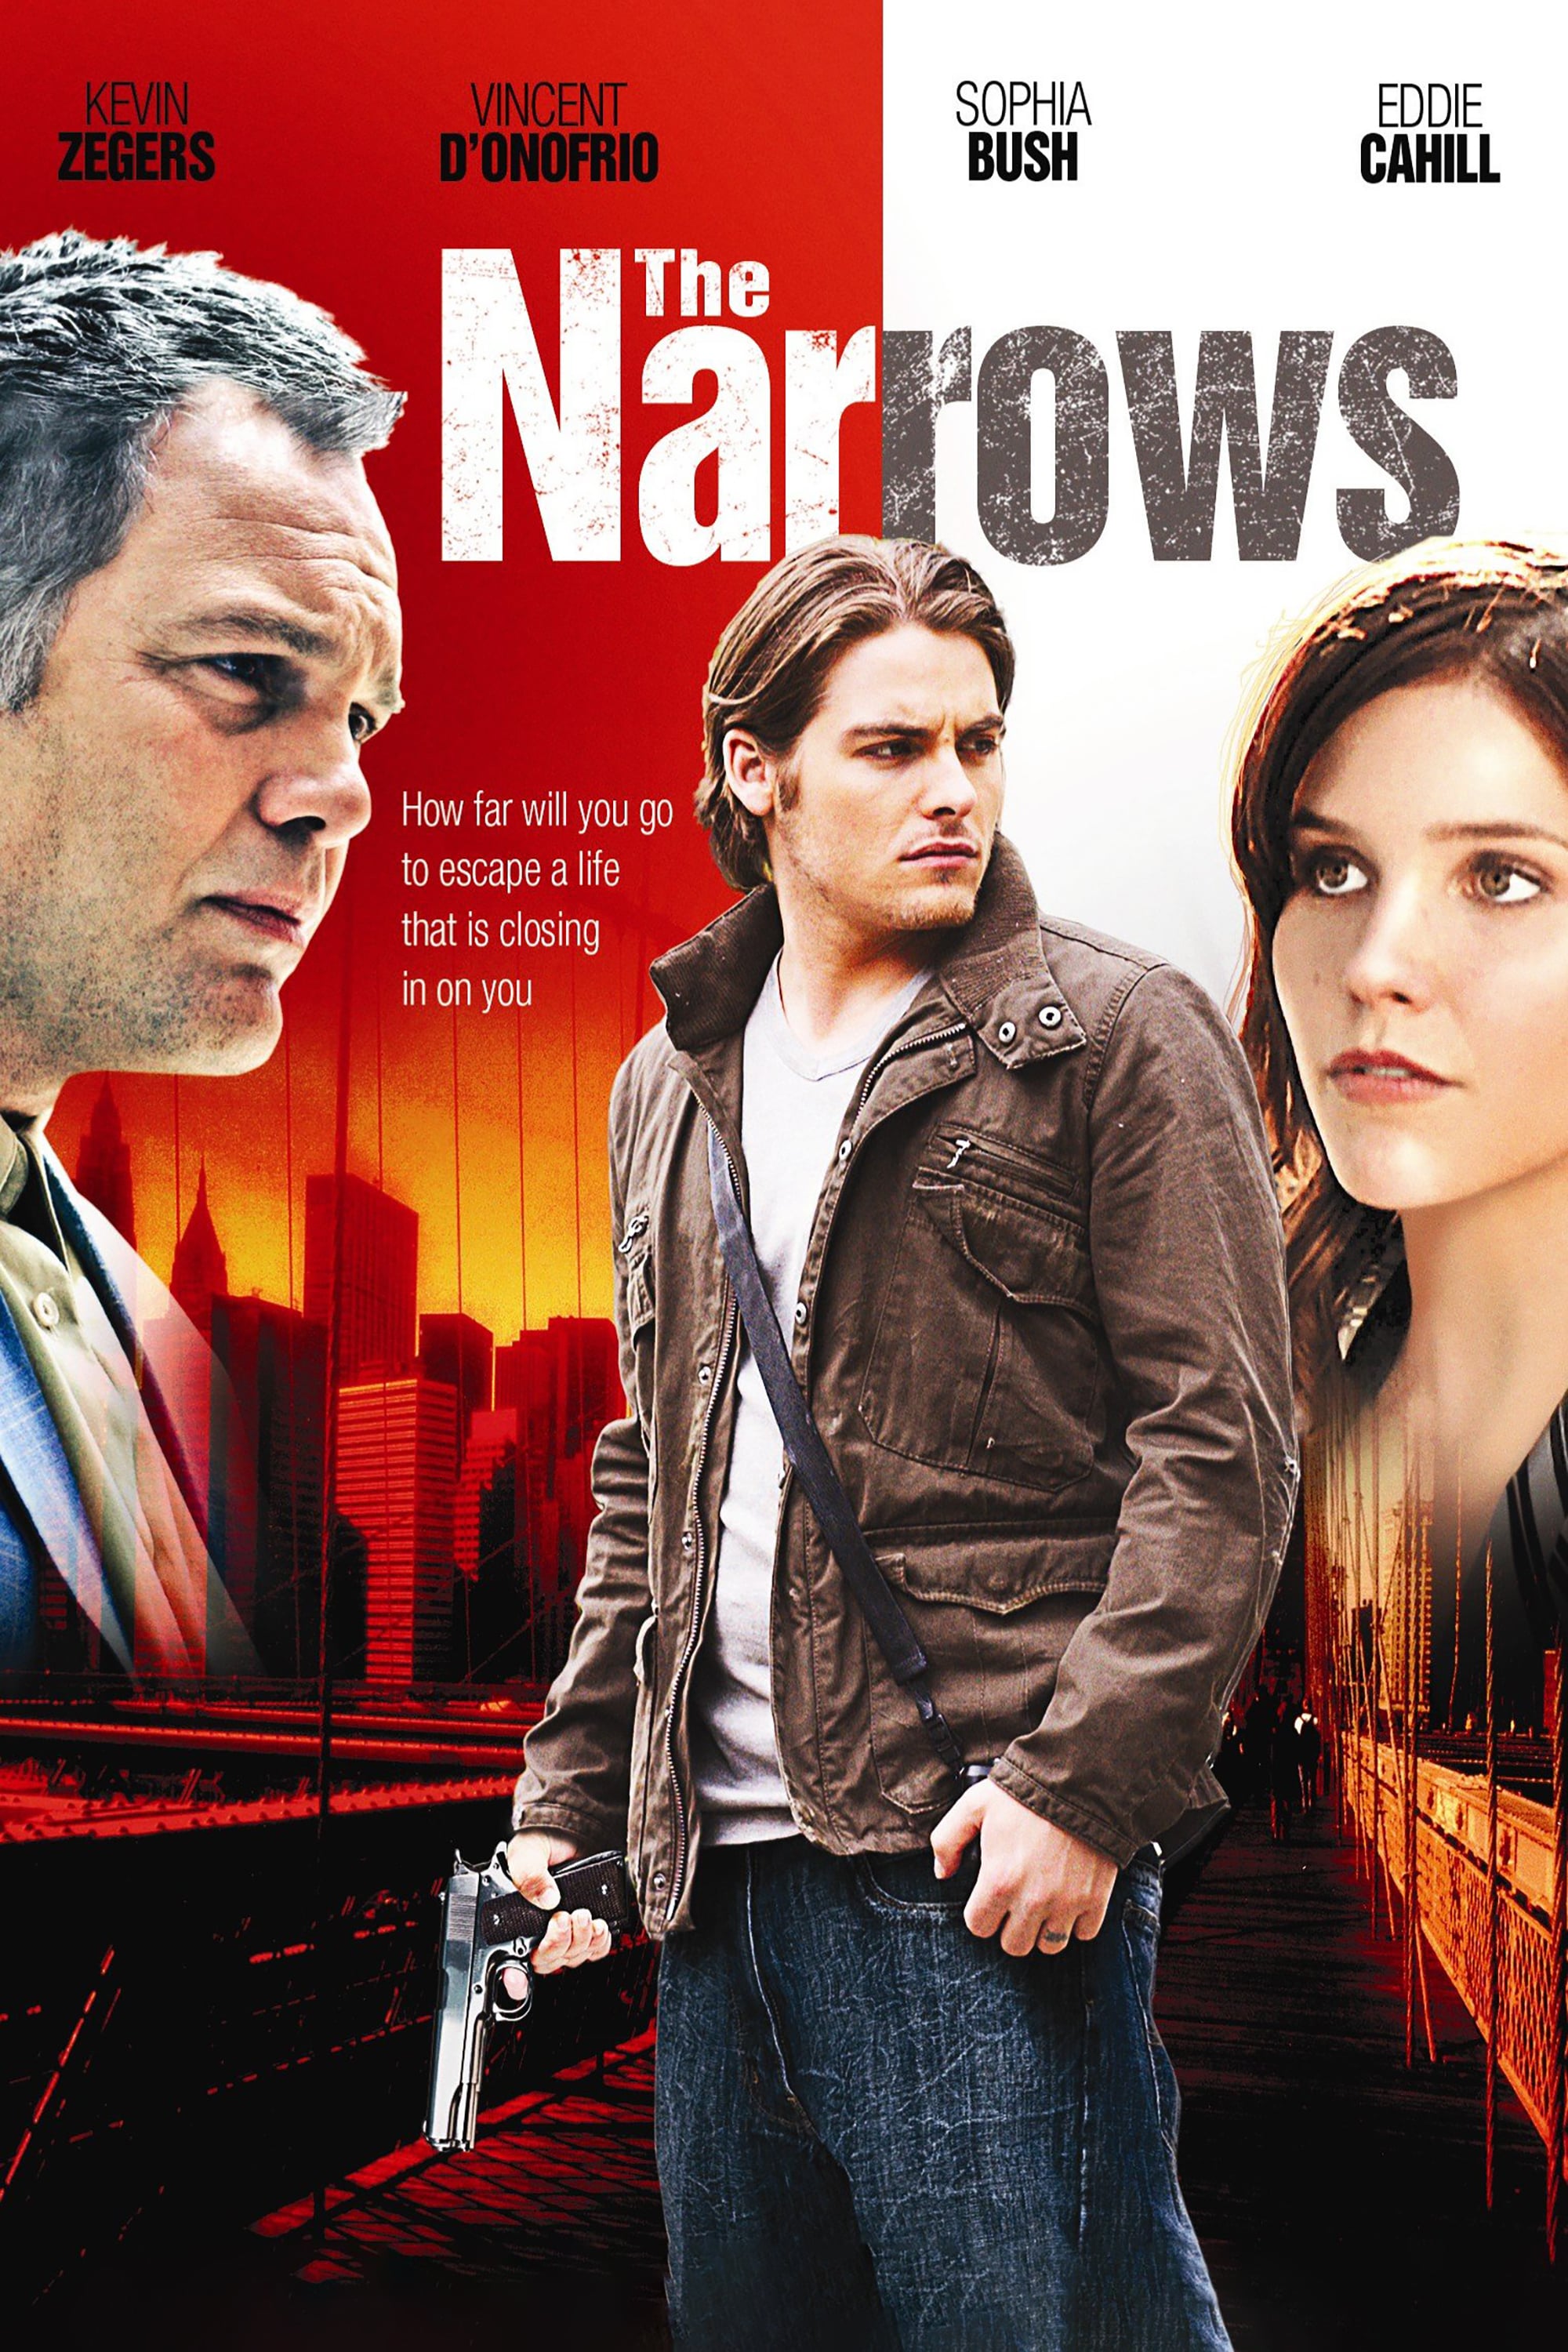 KEVIN
ZEGERS
VINCENT
D'ONOFRIO
SOPHIA
BUSH
EDDIE
CAHILL
The
Narrows
How far will you go
to escape a life
that is closing
in on you